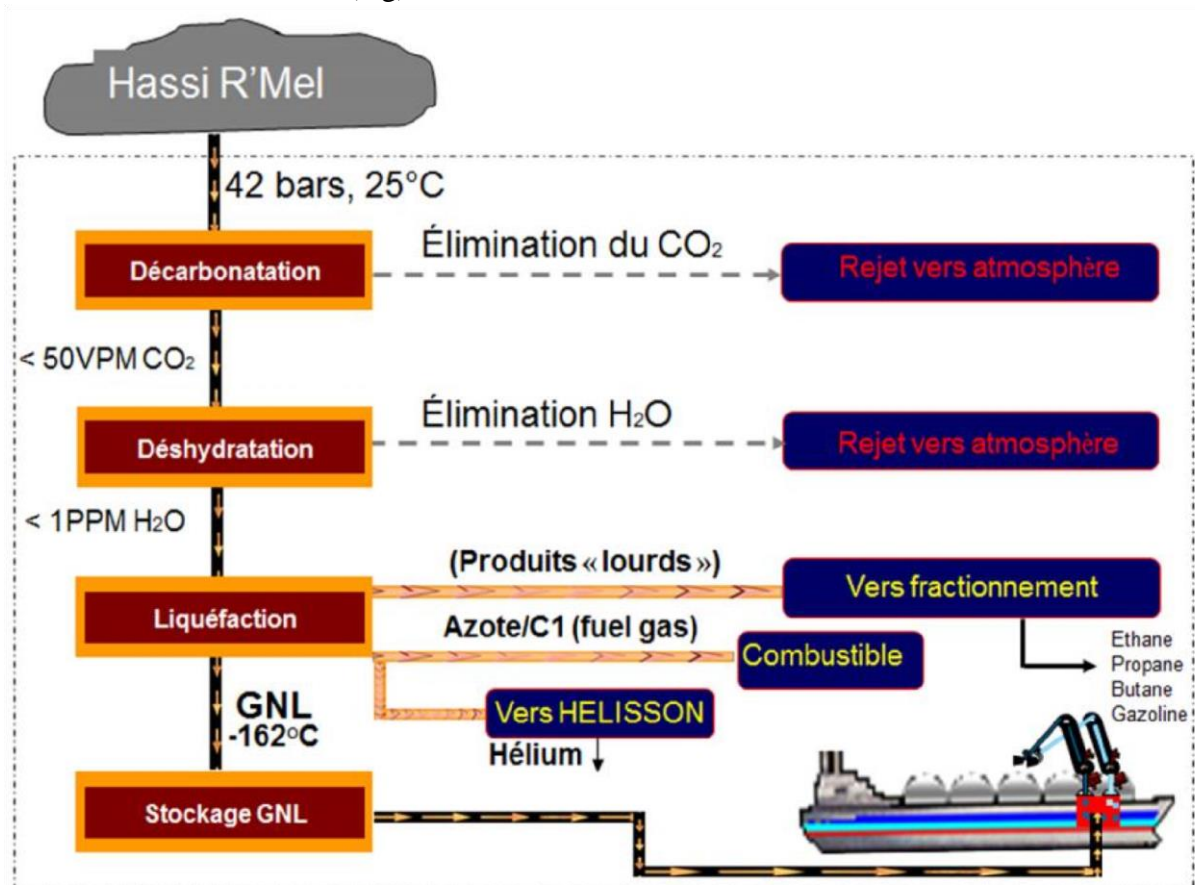 Hassi R'Mel
42 bars, 25°C
Décarbonatation
Élimination du CO₂
Rejet vers atmosphère
< 50VPM CO₂
Déshydratation
Élimination H₂O
Rejet vers atmosphère
< 1PPM H₂O
Liquéfaction
(Produits « lourds »)
Vers fractionnement
Azote/C1 (fuel gas)
Combustible
Ethane
Propane
Butane
Gazoline
GNL
-162°C
Vers HELISSON
Hélium
Stockage GNL